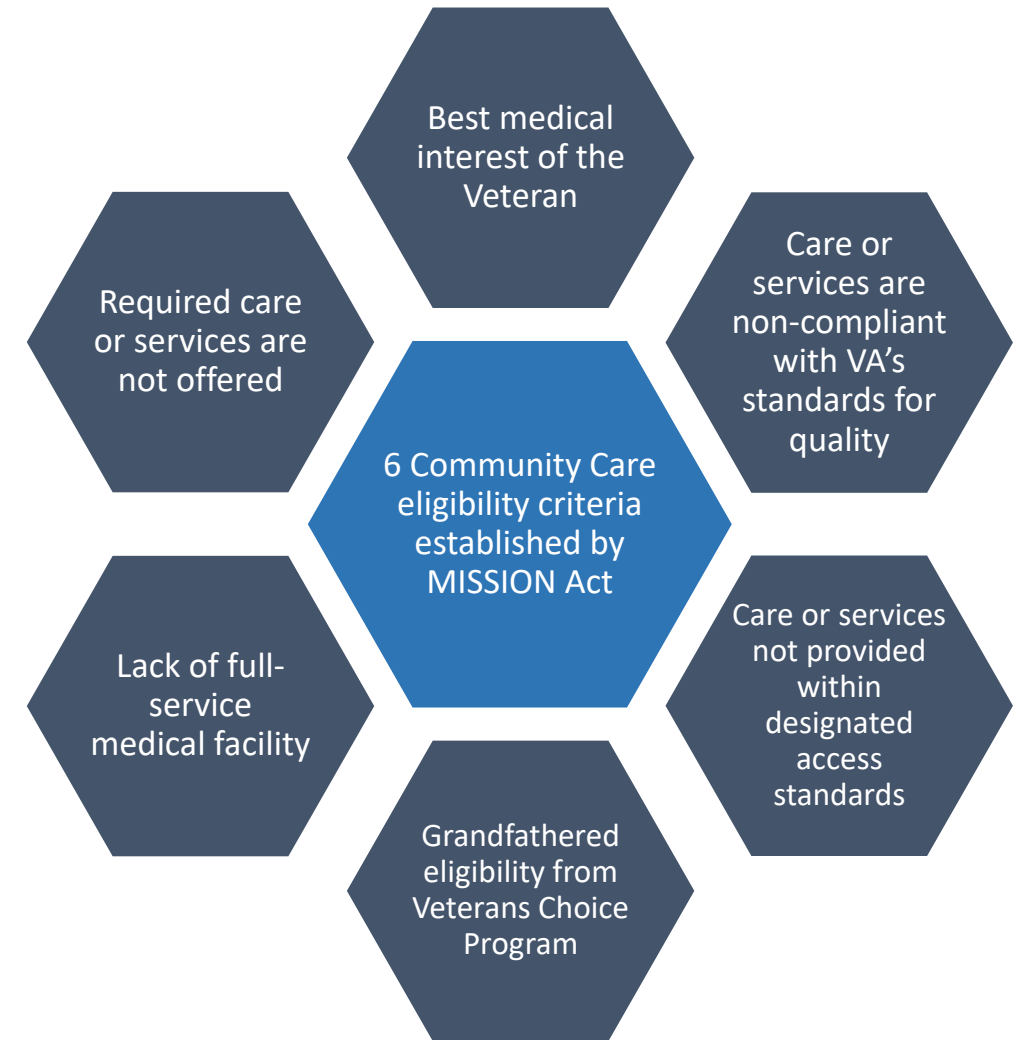 Best medical
interest of the
Veteran
Care or
services are
non-compliant
with VA's
standards for
quality
Required care
or services are
not offered
6 Community Care
eligibility criteria
established by
MISSION Act
Care or services
not provided
within
designated
access
standards
Lack of full-
service
medical facility
Grandfathered
eligibility from
Veterans Choice
Program